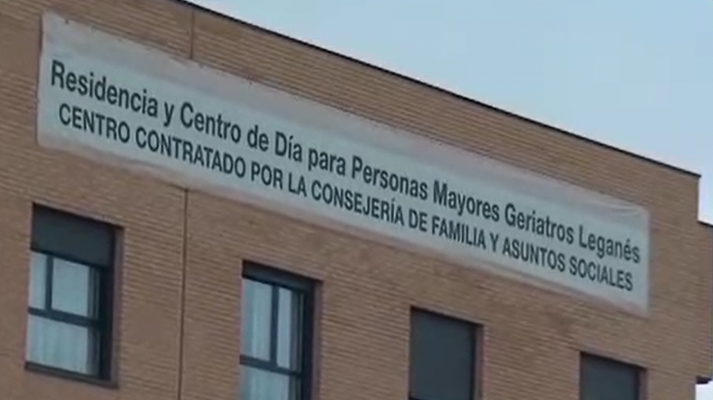 Residencia y Centro de Día para Personas Mayores Geriatros Leganés
CENTRO CONTRATADO POR LA CONSEJERÍA DE FAMILIA Y ASUNTOS SOCIALES